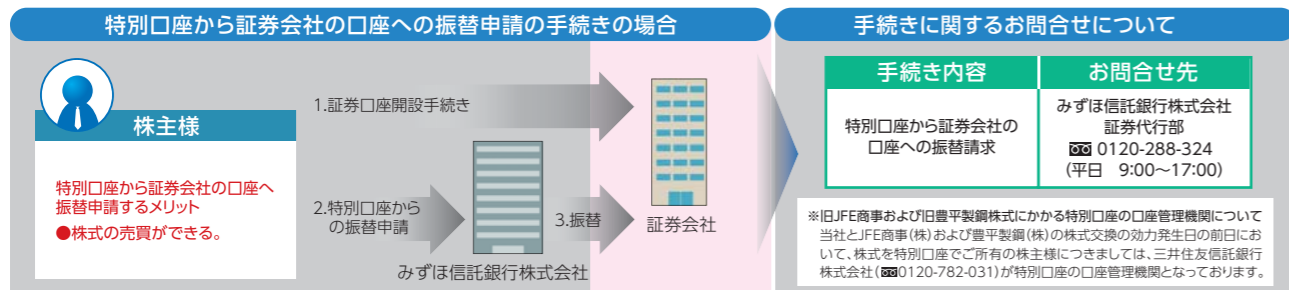 特別口座から証券会社の口座への振替申請の手続きの場合
株主様
特別口座から証券会社の口座へ
振替申請するメリット
●株式の売買ができる。
1.証券口座開設手続き
2.特別口座から
の振替申請
3.振替
みずほ信託銀行株式会社
証券会社
手続きに関するお問合せについて
手続き内容
お問合せ先
特別口座から証券会社の
口座への振替請求
みずほ信託銀行株式会社
証券代行部
0120-288-324
(平日 9:00〜17:00)
※旧JFE商事および旧豊平製鋼株式にかかる特別口座の口座管理機関について
当社とJFE商事(株)および豊平製鋼(株)の株式交換の効力発生日の前日にお
いて、株式を特別口座でご所有の株主様につきましては、三井住友信託銀行
株式会社(0120-782-031)が特別口座の口座管理機関となっております。